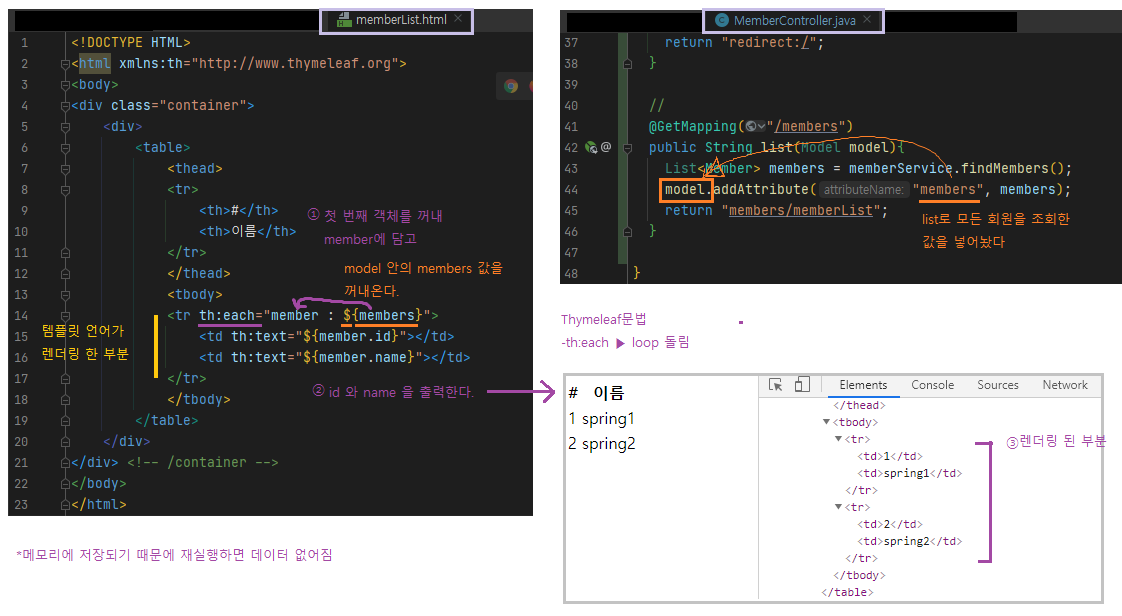 memberList.html
1 <!DOCTYPE HTML>
2 <html xmlns:th="http://www.thymeleaf.org">
3 <body>
4 <div class="container">
5 <div>
6 <table>
7 <thead>
8 <tr>
9 <th>#</th>
10 <th>이름</th>
11 </tr>
12 </thead>
13 <tbody>
14 <tr th:each="member : ${members}">
15 <td th:text="${member.id}"></td>
16 <td th:text="${member.name}"></td>
17 </tr>
18 </tbody>
19 </table>
20 </div>
21 </div> <!-- /container -->
22 </body>
23 </html>
① 첫 번째 객체를 꺼내
member에 담고
model 안의 members 값을
꺼내온다.
템플릿 언어가
렌더링 한 부분
② id 와 name 을 출력한다.
*메모리에 저장되기 때문에 재실행하면 데이터 없어짐
MemberController.java
37 return "redirect:/";
38 }
39
40 //
41 @GetMapping("/members")
42 public String list(Model model){
43 List<Member> members = memberService.findMembers();
44 model.addAttribute( attributeName: "members", members);
45 return "members/memberList";
46 }
47
48 }
list로 모든 회원을 조회한
값을 넣어놨다
Thymeleaf문법
-th:each ▶ loop 돌림
# 이름
1 spring1
2 spring2
Elements Console Sources Network
</thead>
▼<tbody>
▼<tr>
<td>1</td>
<td>spring1</td>
</tr>
▼<tr>
<td>2</td>
<td>spring2</td>
</tr>
</tbody>
</table>
③렌더링 된 부분